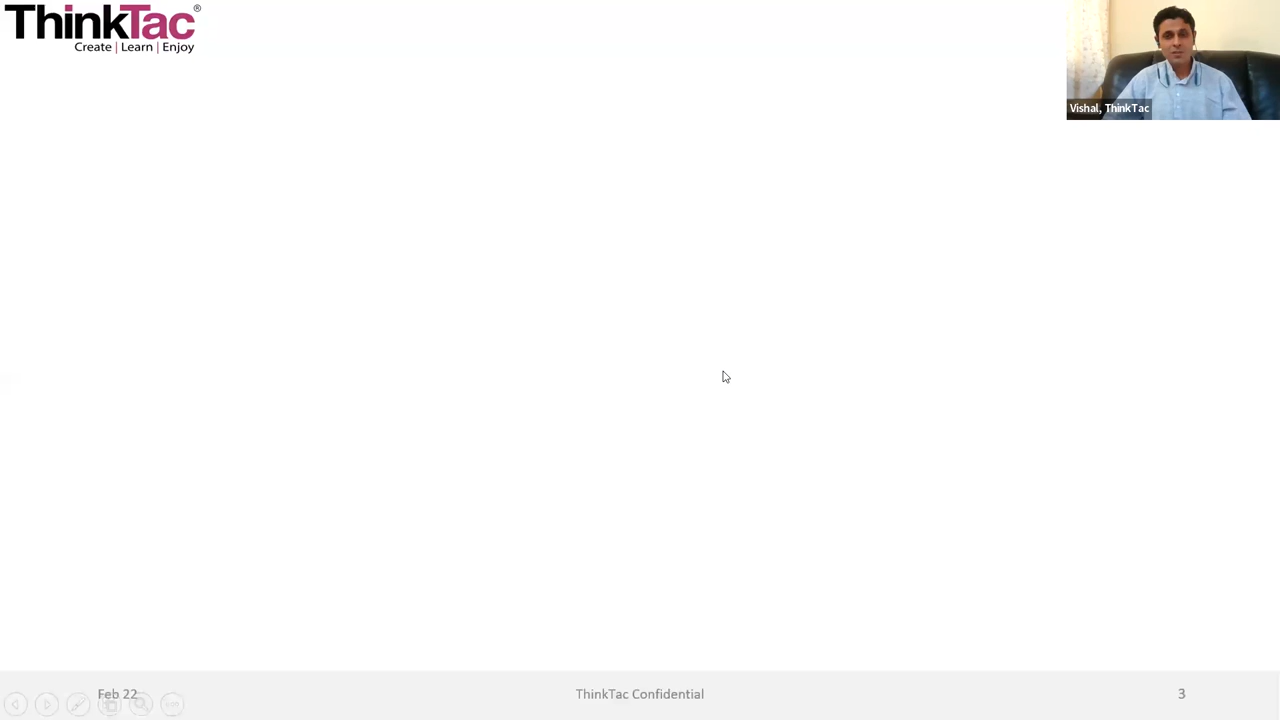 ThinkTac®
Create | Learn | Enjoy
Vishal, ThinkTac
Feb 22
ThinkTac Confidential
3